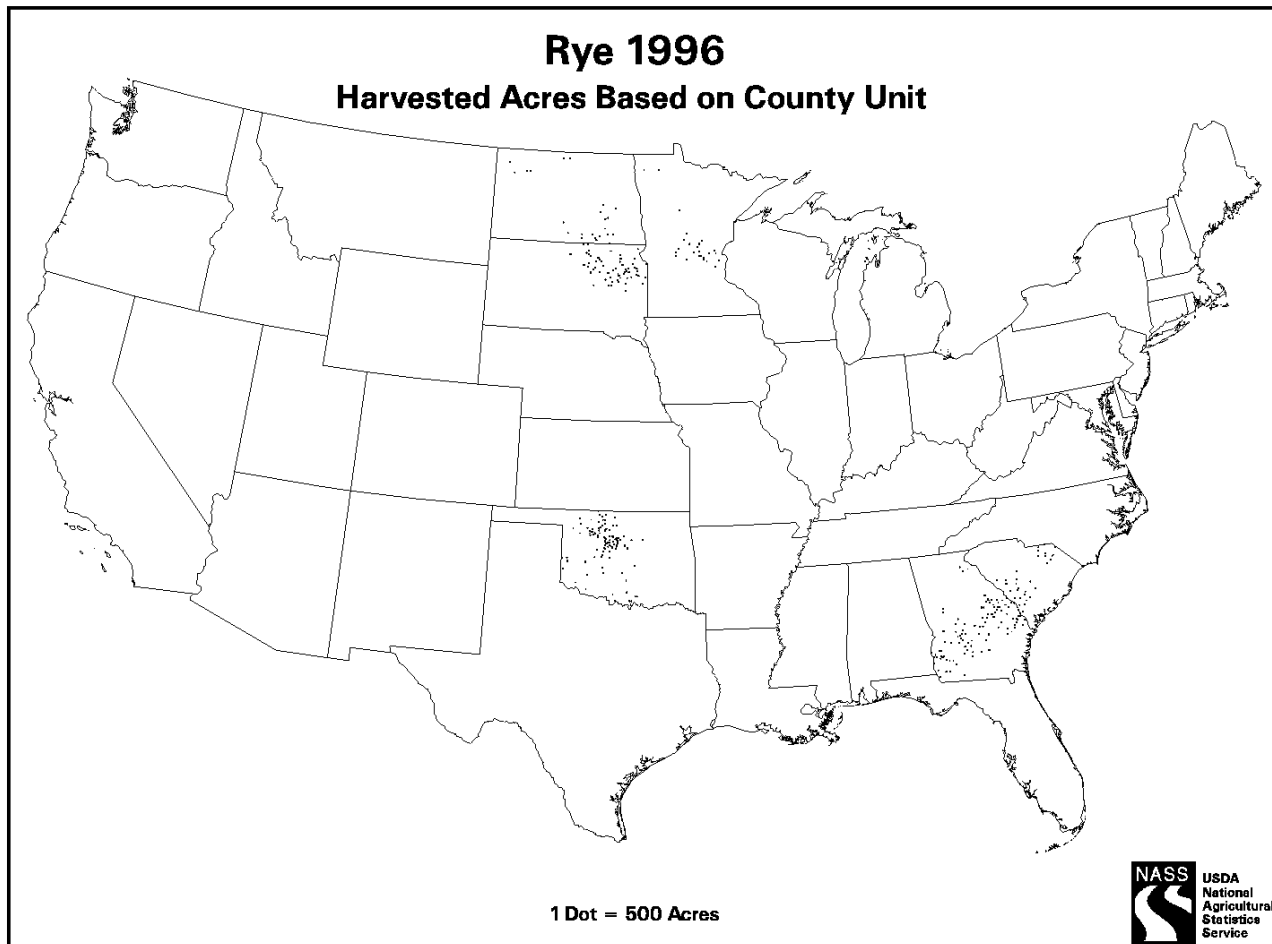 Rye 1996
Harvested Acres Based on County Unit
1 Dot = 500 Acres
NASS
USDA
National
Agricultural
Statistics
Service